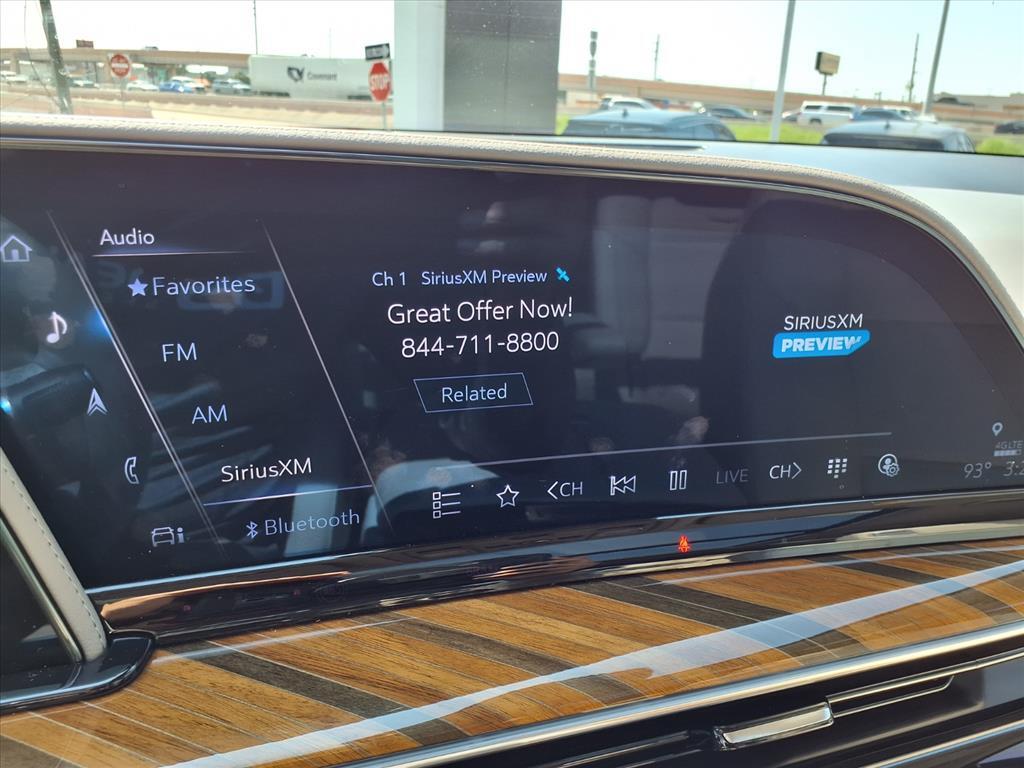 Covenant
STOP
Audio
Favorites
FM
AM
SiriusXM
Bluetooth
Ch 1 SiriusXM Preview
Great Offer Now!
844-711-8800
Related
SIRIUSXM
PREVIEW
CH
LIVE
CH
4G LTE
93°